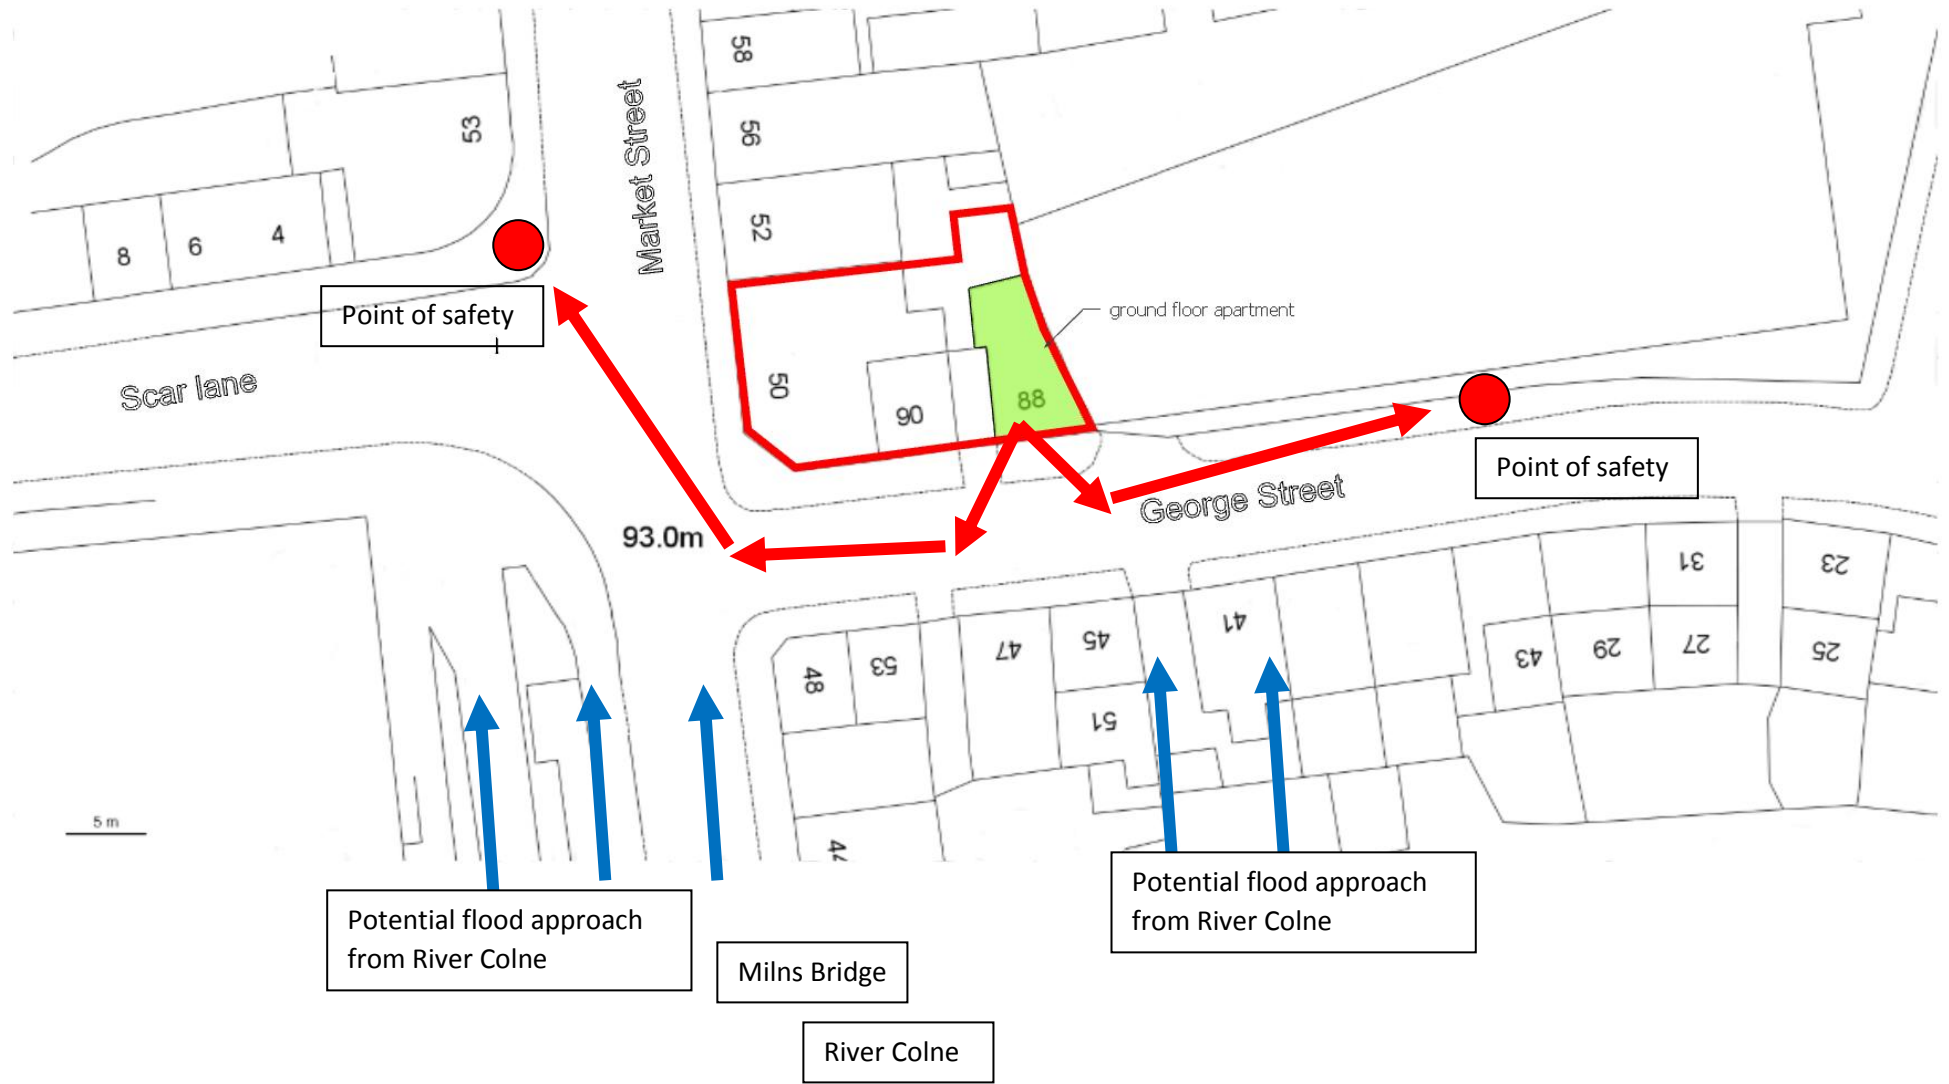 58
Market Street
53
56
52
8
6
4
Point of safety
ground floor apartment
Scar lane
50
90
88
Point of safety
George Street
93.0m
31
23
41
45
47
53
48
43
29
27
25
51
5 m
Potential flood approach
from River Colne
Potential flood approach
from River Colne
Milns Bridge
River Colne